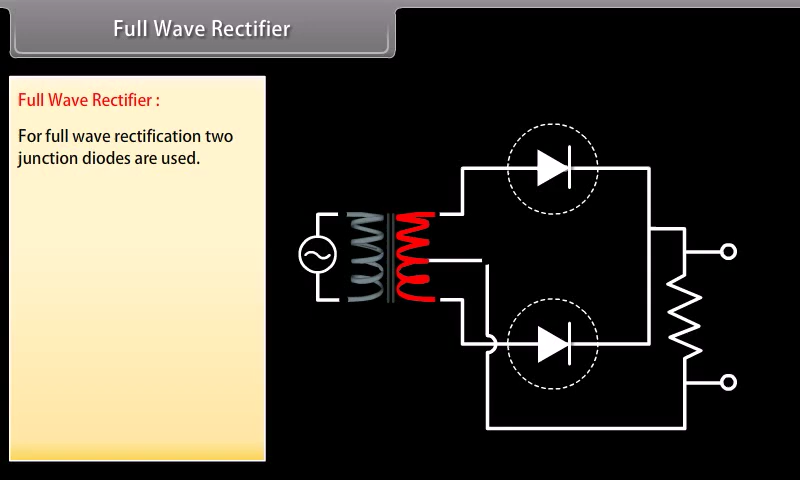 Full Wave Rectifier
Full Wave Rectifier :
For full wave rectification two
junction diodes are used.